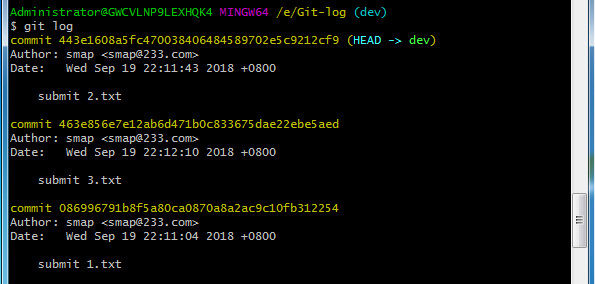 Administrator@GWCVLNP9LEXHQK4 MINGW64 /e/Git-log (dev)
$ git log
commit 443e1608a5fc470038406484589702e5c9212cf9 (HEAD -> dev)
Author: smap <smap@233.com>
Date:   Wed Sep 19 22:11:43 2018 +0800
    submit 2.txt
commit 463e856e7e12ab6d471b0c833675dae22ebe5aed
Author: smap <smap@233.com>
Date:   Wed Sep 19 22:12:10 2018 +0800
    submit 3.txt
commit 086996791b8f5a80ca0870a8a2ac9c10fb312254
Author: smap <smap@233.com>
Date:   Wed Sep 19 22:11:04 2018 +0800
    submit 1.txt